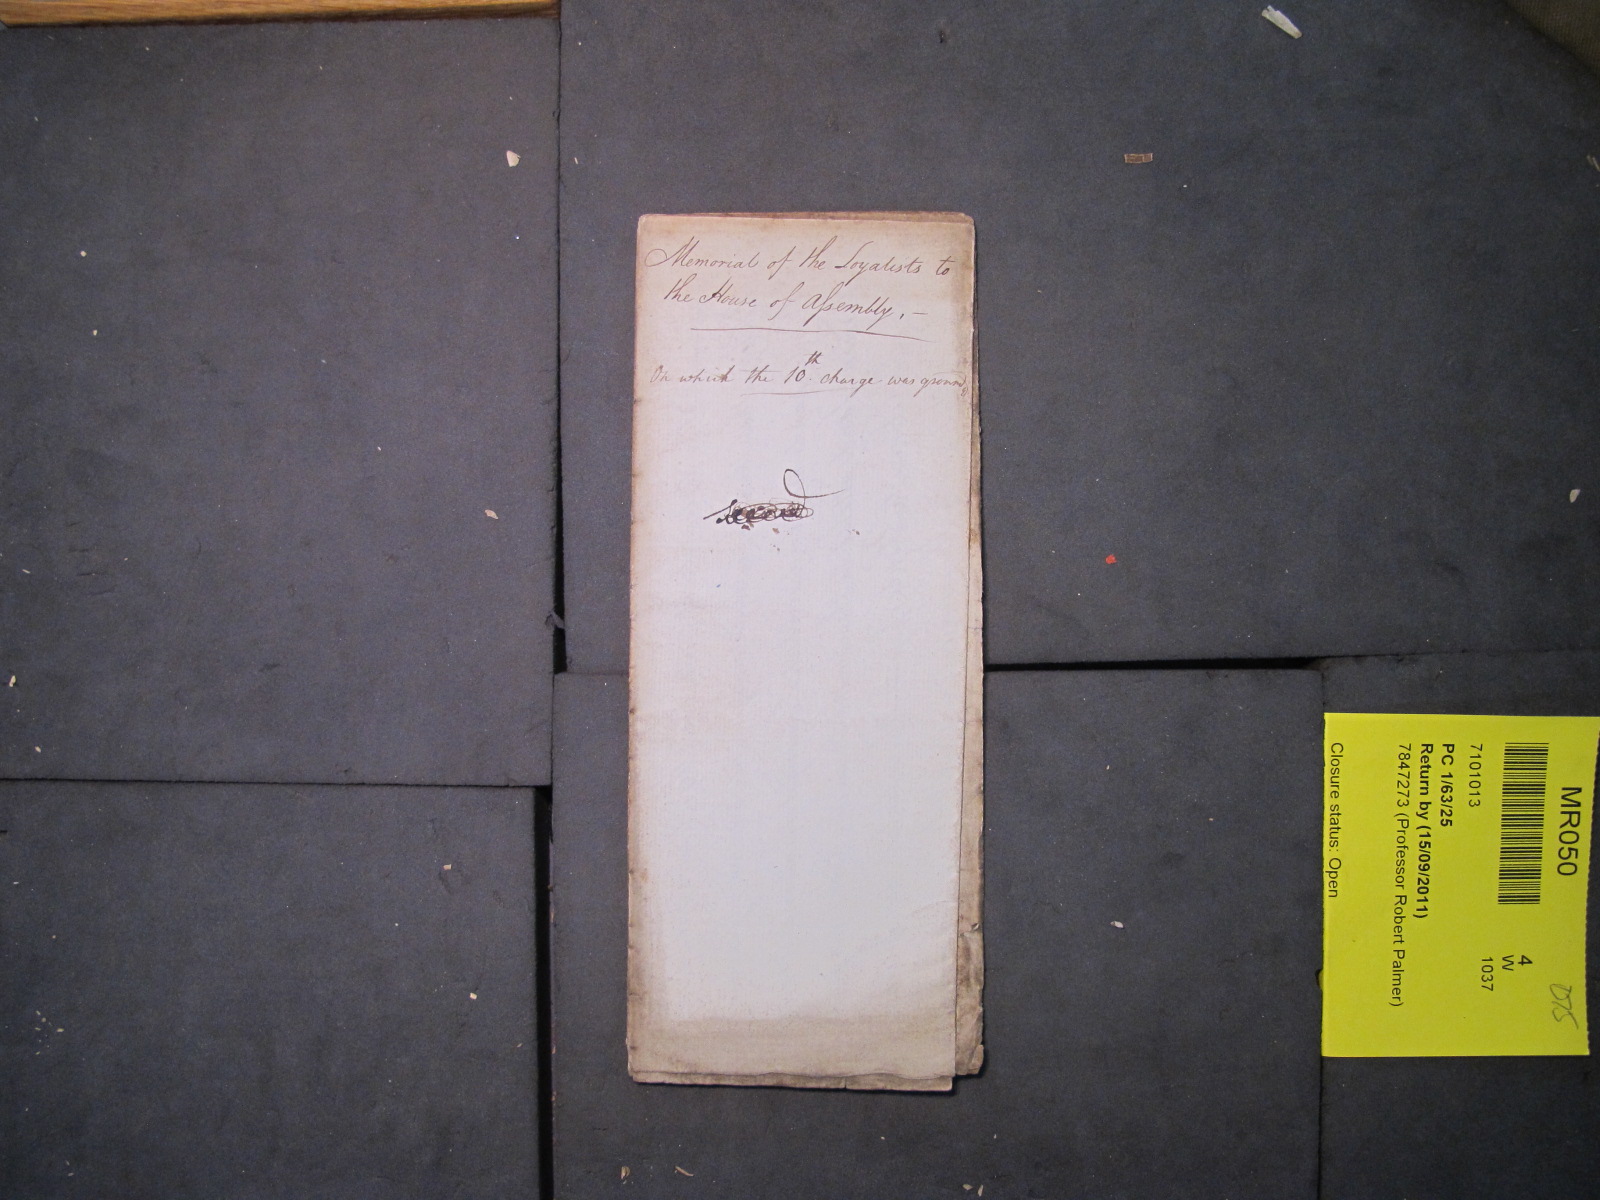 Memorial of the Loyalists to
the House of Assembly. —
On which the 10th charge was ground
MR050
7101013
PC 1/63/25
Return by (15/09/2011)
7847273 (Professor Robert Palmer)
Closure status: Open
4
W
1037